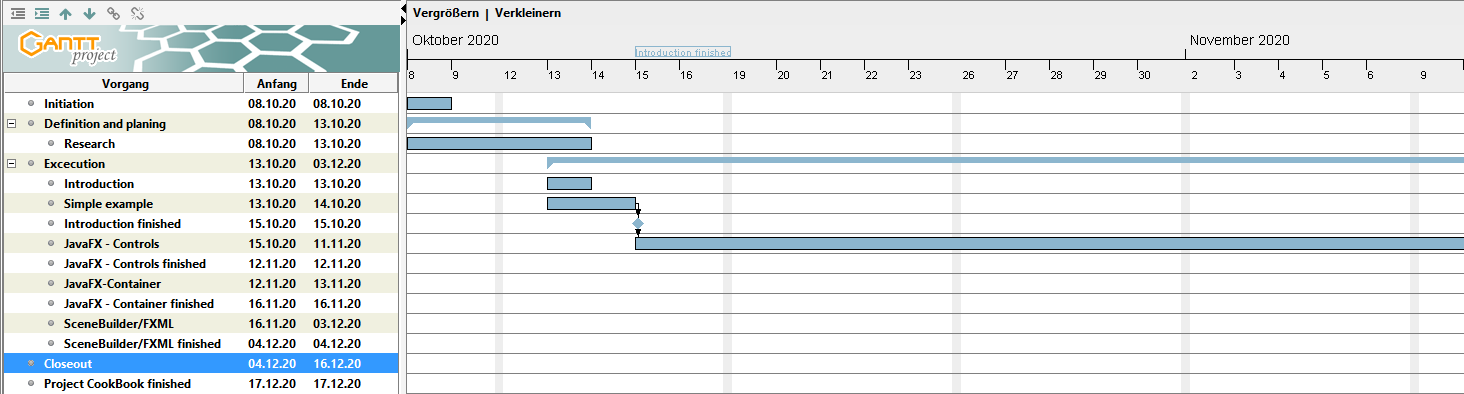 Vergrößern | Verkleinern
GANTT
project
Oktober 2020 November 2020
Introduction finished
8 9 12 13 14 15 16 19 20 21 22 23 26 27 28 29 30 2 3 4 5 6 9
Vorgang Anfang Ende
Initiation 08.10.20 08.10.20
Definition and planing 08.10.20 13.10.20
Research 08.10.20 13.10.20
Excecution 13.10.20 03.12.20
Introduction 13.10.20 13.10.20
Simple example 13.10.20 14.10.20
Introduction finished 15.10.20 15.10.20
JavaFX - Controls 15.10.20 11.11.20
JavaFX - Controls finished 12.11.20 12.11.20
JavaFX-Container 12.11.20 13.11.20
JavaFX - Container finished 16.11.20 16.11.20
SceneBuilder/FXML 16.11.20 03.12.20
SceneBuilder/FXML finished 04.12.20 04.12.20
Closeout 04.12.20 16.12.20
Project CookBook finished 17.12.20 17.12.20